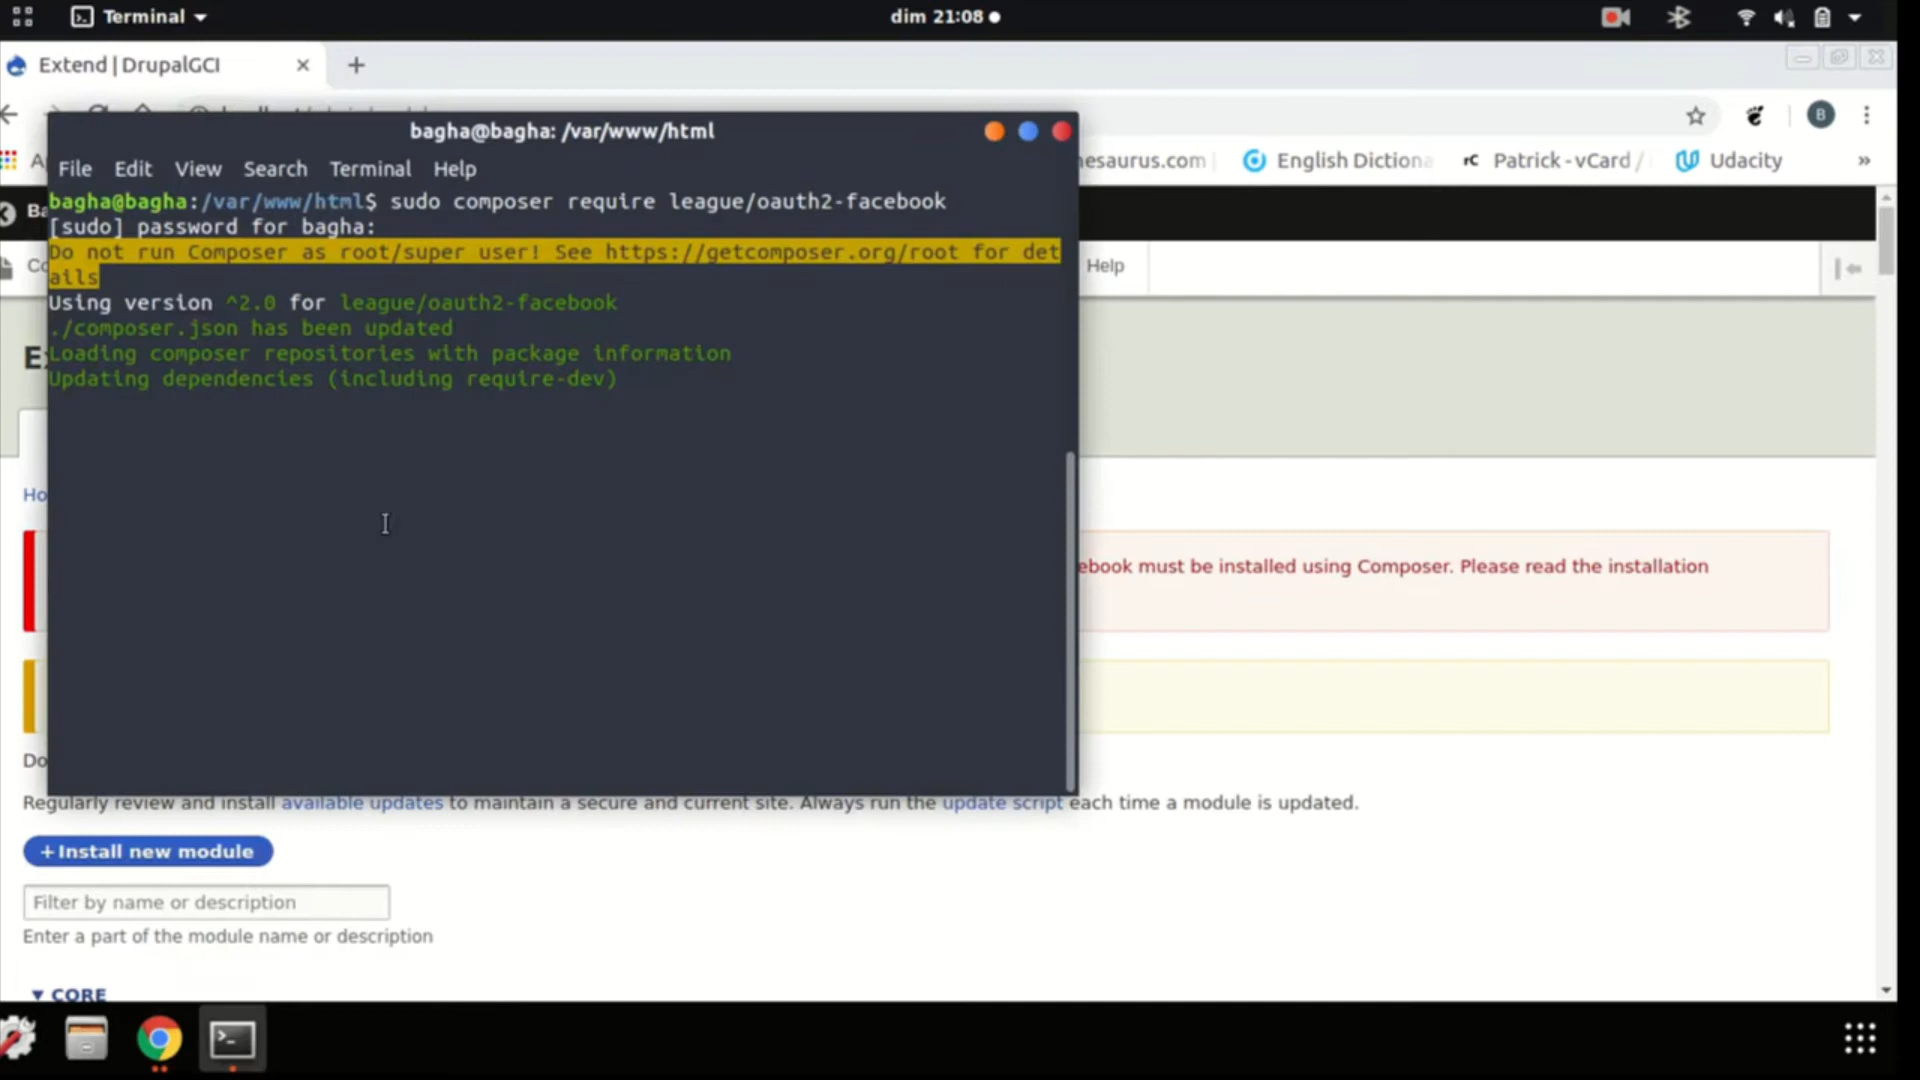 Terminal
dim 21:08
Extend | DrupalGCI
bagha@bagha: /var/www/html
File Edit View Search Terminal Help
bagha@bagha:/var/www/html$ sudo composer require league/oauth2-facebook
[sudo] password for bagha:
Do not run Composer as root/super user! See https://getcomposer.org/root for det
ails
Using version ^2.0 for league/oauth2-facebook
./composer.json has been updated
Loading composer repositories with package information
Updating dependencies (including require-dev)
B
esaurus.com
English Dictiona
rC Patrick - vCard /
Udacity
»
Ba
Co
Help
E
Ho
ebook must be installed using Composer. Please read the installation
Do
Regularly review and install available updates to maintain a secure and current site. Always run the update script each time a module is updated.
+ Install new module
Filter by name or description
Enter a part of the module name or description
▼ CORE